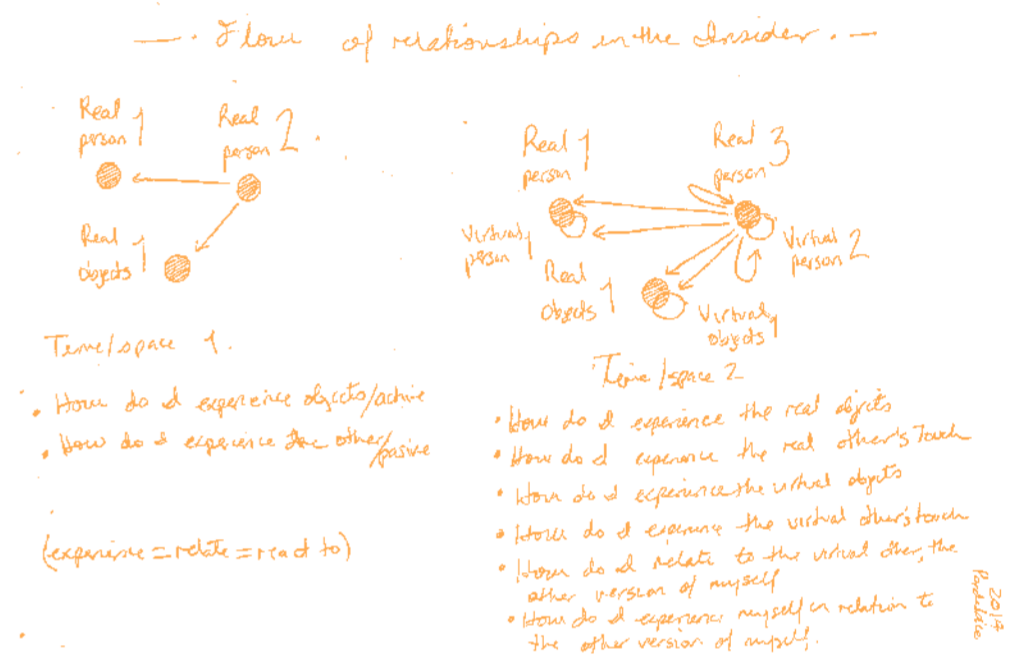 —. Flow of relationships in the Insider. —
Real 1
person
Real 2
person
Real 1
objects
Time/space 1.
• How do I experience objects/active
• How do I experience the other/pasive
(experience = relate = react to)
Real 1
person
Real 3
person
Virtual 1
person
Virtual 2
person
Real 1
Objects
Virtual 1
objects
Time/space 2
• How do I experience the real objects
• How do I experience the real other's Touch
• How do I experience the virtual objects
• How do I experience the virtual other's touch
• How do I relate to the virtual other, the
other version of myself
• How do I experience myself in relation to
the other version of myself.